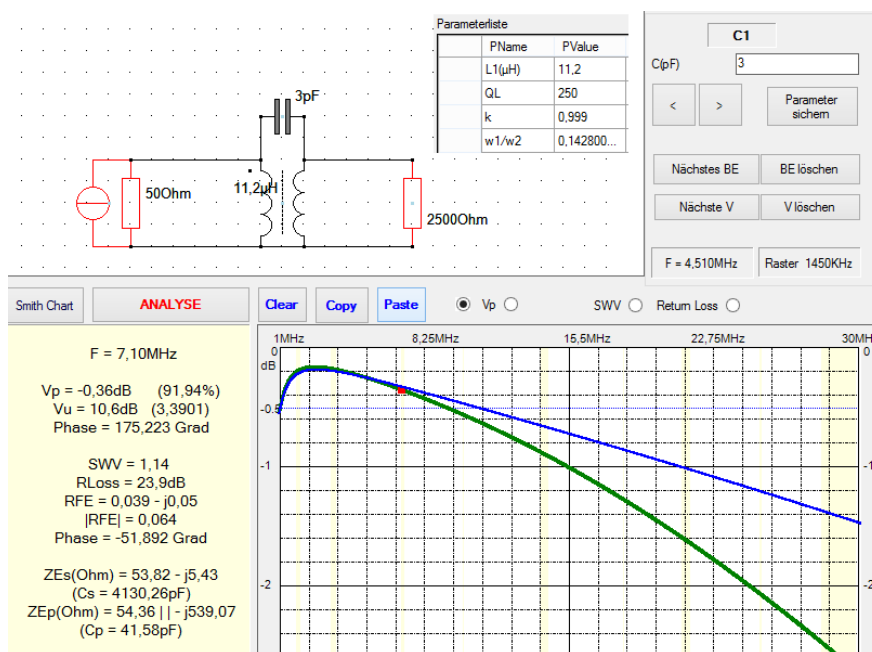 Parameterliste
PName PValue
L1(µH) 11,2
QL 250
k 0,999
w1/w2 0,142800...
C1
C(pF) 3
< >
Parameter
sichern
Nächstes BE
BE löschen
Nächste V
V löschen
F = 4,510MHz
Raster 1450KHz
3pF
50Ohm
11,2µH
2500Ohm
Smith Chart
ANALYSE
Clear
Copy
Paste
Vp
SWV
Return Loss
F = 7,10MHz
Vp = -0,36dB (91,94%)
Vu = 10,6dB (3,3901)
Phase = 175,223 Grad
SWV = 1,14
RLoss = 23,9dB
RFE = 0,039 - j0,05
|RFE| = 0,064
Phase = -51,892 Grad
ZEs(Ohm) = 53,82 - j5,43
(Cs = 4130,26pF)
ZEp(Ohm) = 54,36 | | - j539,07
(Cp = 41,58pF)
1MHz 8,25MHz 16,5MHz 22,75MHz 30MH
0 0
dB
-0.5
-1 -1
-2 -2